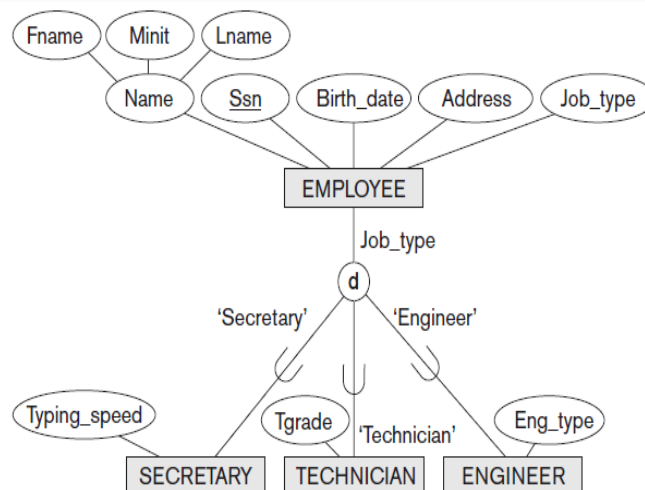 Fname Minit Lname
Name Ssn Birth_date Address Job_type
EMPLOYEE
Job_type
d
'Secretary' 'Engineer'
Typing_speed Tgrade 'Technician' Eng_type
SECRETARY TECHNICIAN ENGINEER